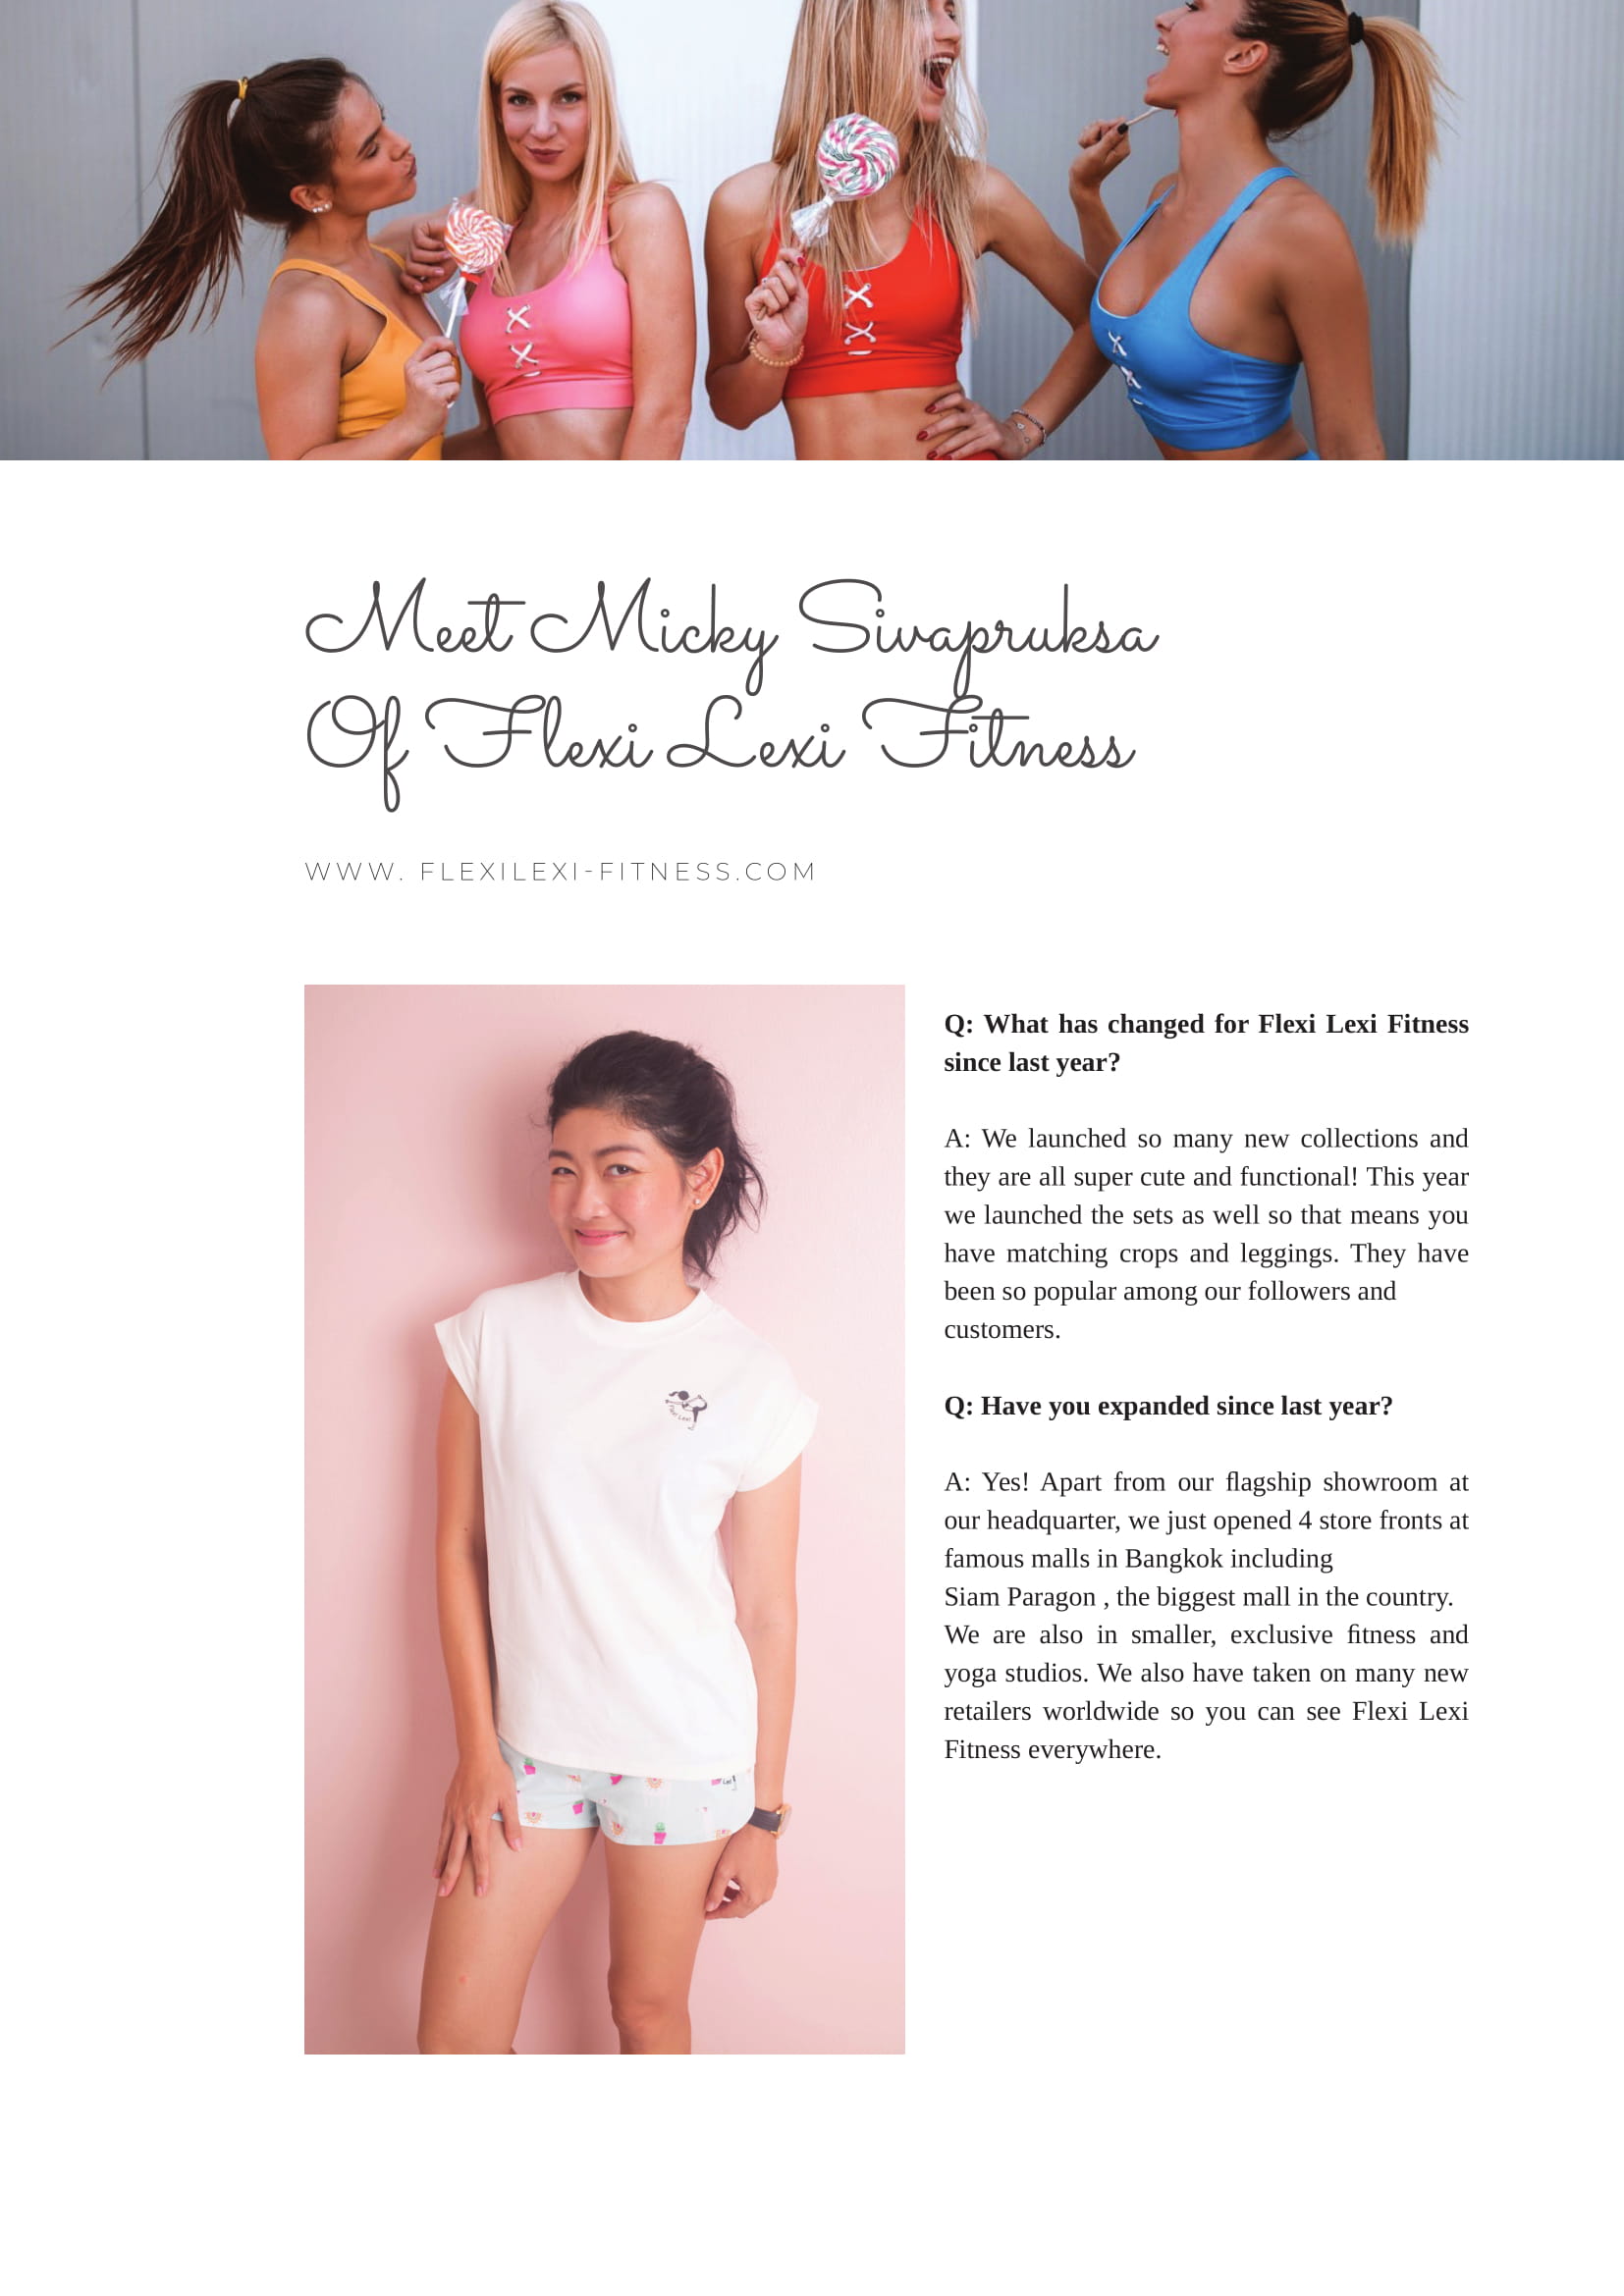 Meet Micky Sivapruksa
Of Flexi Lexi Fitness
WWW. FLEXILEXI-FITNESS.COM
Q: What has changed for Flexi Lexi Fitness
since last year?
A: We launched so many new collections and
they are all super cute and functional! This year
we launched the sets as well so that means you
have matching crops and leggings. They have
been so popular among our followers and
customers.
Q: Have you expanded since last year?
A: Yes! Apart from our flagship showroom at
our headquarter, we just opened 4 store fronts at
famous malls in Bangkok including
Siam Paragon , the biggest mall in the country.
We are also in smaller, exclusive fitness and
yoga studios. We also have taken on many new
retailers worldwide so you can see Flexi Lexi
Fitness everywhere.
Flexi Lexi